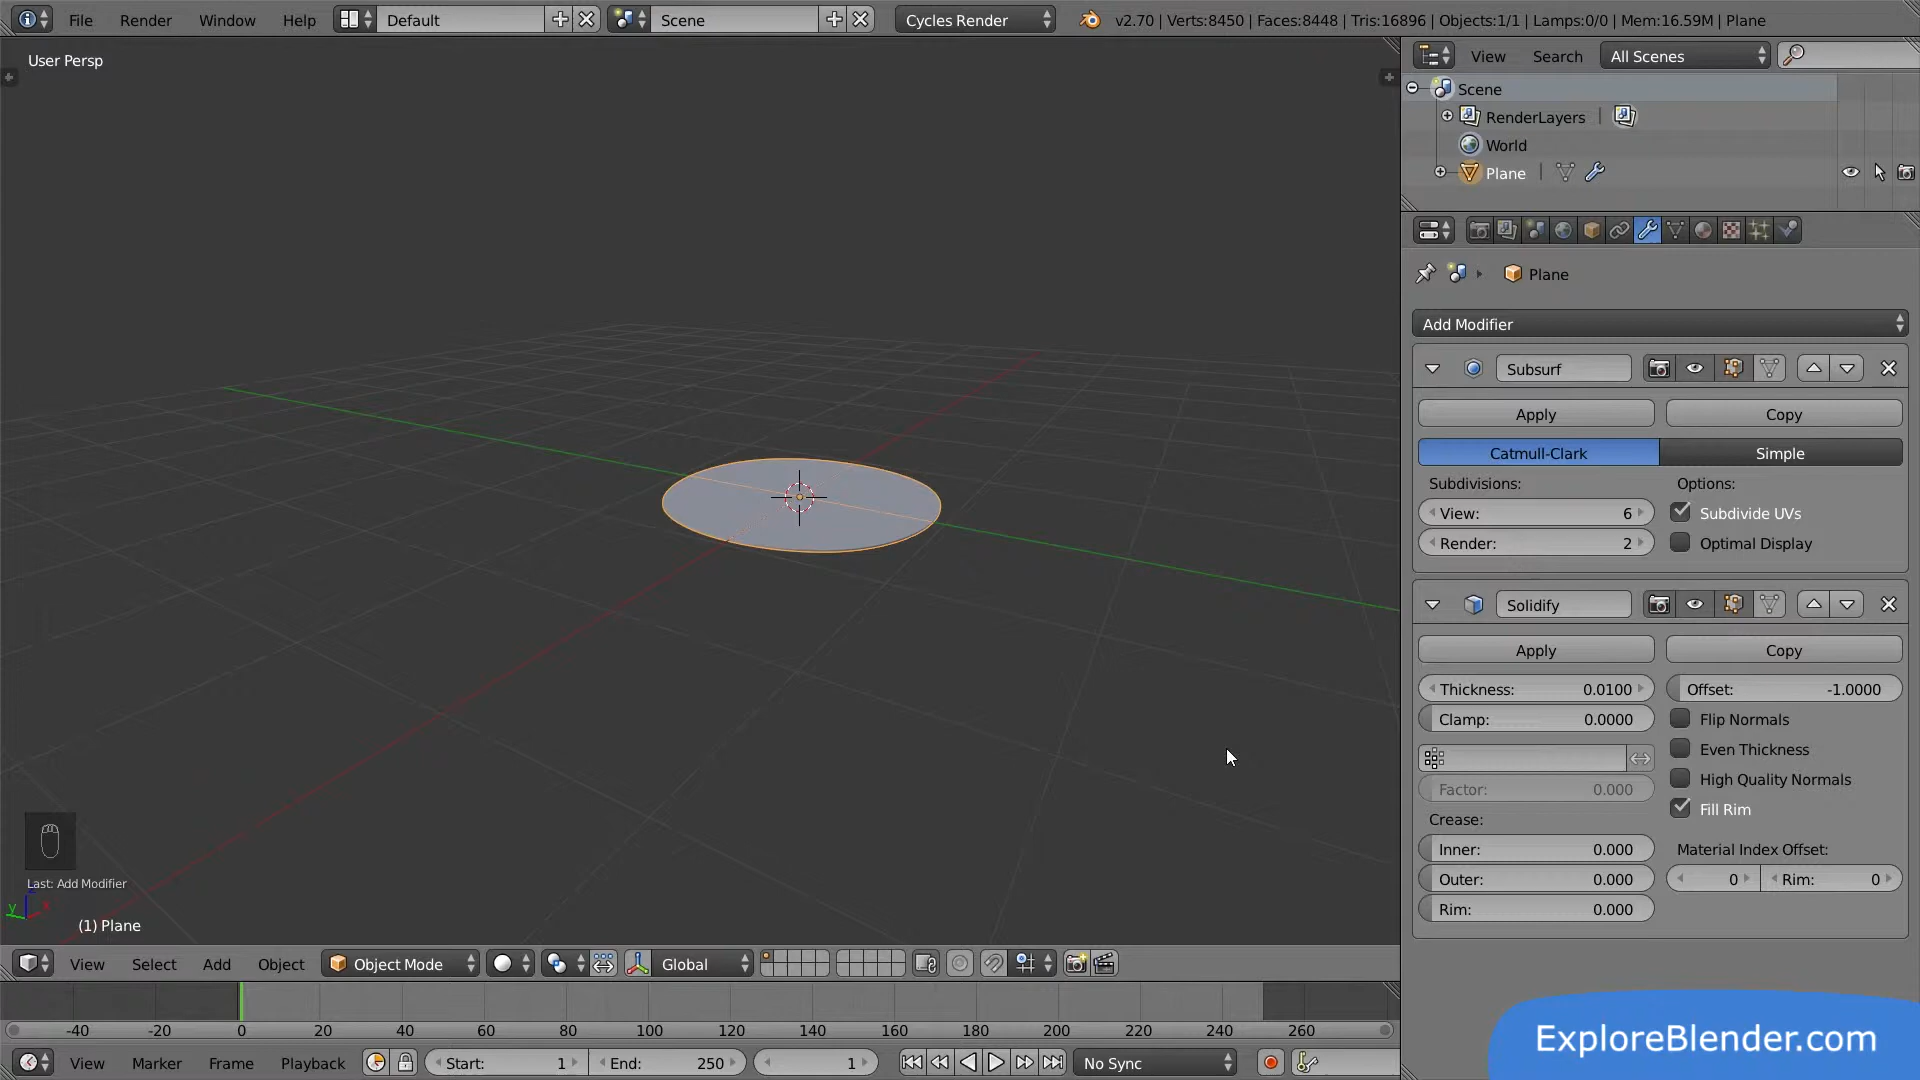 File Render Window Help Default Scene Cycles Render v2.70 | Verts:8450 | Faces:8448 | Tris:16896 | Objects:1/1 | Lamps:0/0 | Mem:16.59M | Plane
User Persp
View Search All Scenes
Scene
RenderLayers
World
Plane
Plane
Add Modifier
Subsurf
Apply Copy
Catmull-Clark Simple
Subdivisions: Options:
View: 6 Subdivide UVs
Render: 2 Optimal Display
Solidify
Apply Copy
Thickness: 0.0100 Offset: -1.0000
Clamp: 0.0000 Flip Normals
Even Thickness
Factor: 0.000 High Quality Normals
Fill Rim
Crease:
Inner: 0.000 Material Index Offset:
Outer: 0.000 0 Rim: 0
Rim: 0.000
Last: Add Modifier
y x
(1) Plane
View Select Add Object Object Mode Global
-40 -20 0 20 40 60 80 100 120 140 160 180 200 220 240 260
View Marker Frame Playback Start: 1 End: 250 1 No Sync
ExploreBlender.com